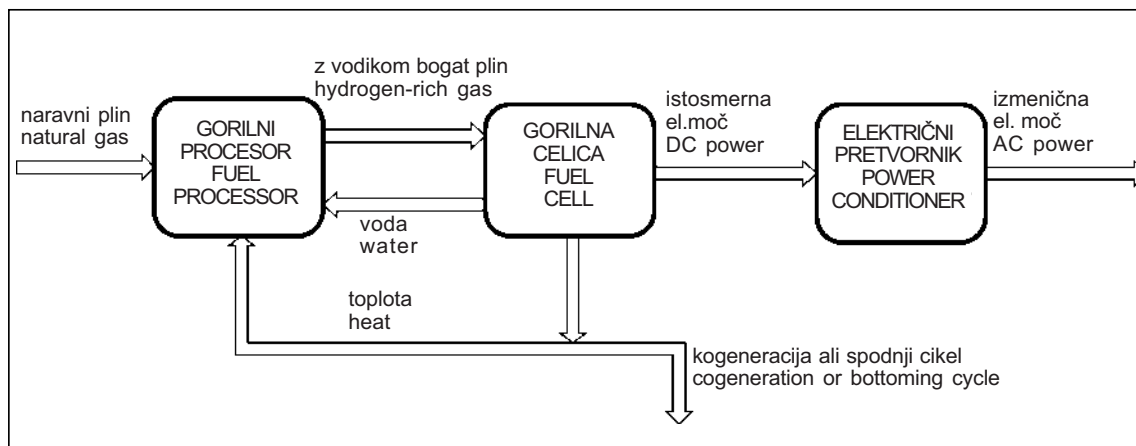 naravni plin
natural gas
GORILNI
PROCESOR
FUEL
PROCESSOR
z vodikom bogat plin
hydrogen-rich gas
voda
water
GORILNA
CELICA
FUEL
CELL
istosmerna
el.moč
DC power
ELEKTRIČNI
PRETVORNIK
POWER
CONDITIONER
izmenična
el. moč
AC power
toplota
heat
kogeneracija ali spodnji cikel
cogeneration or bottoming cycle